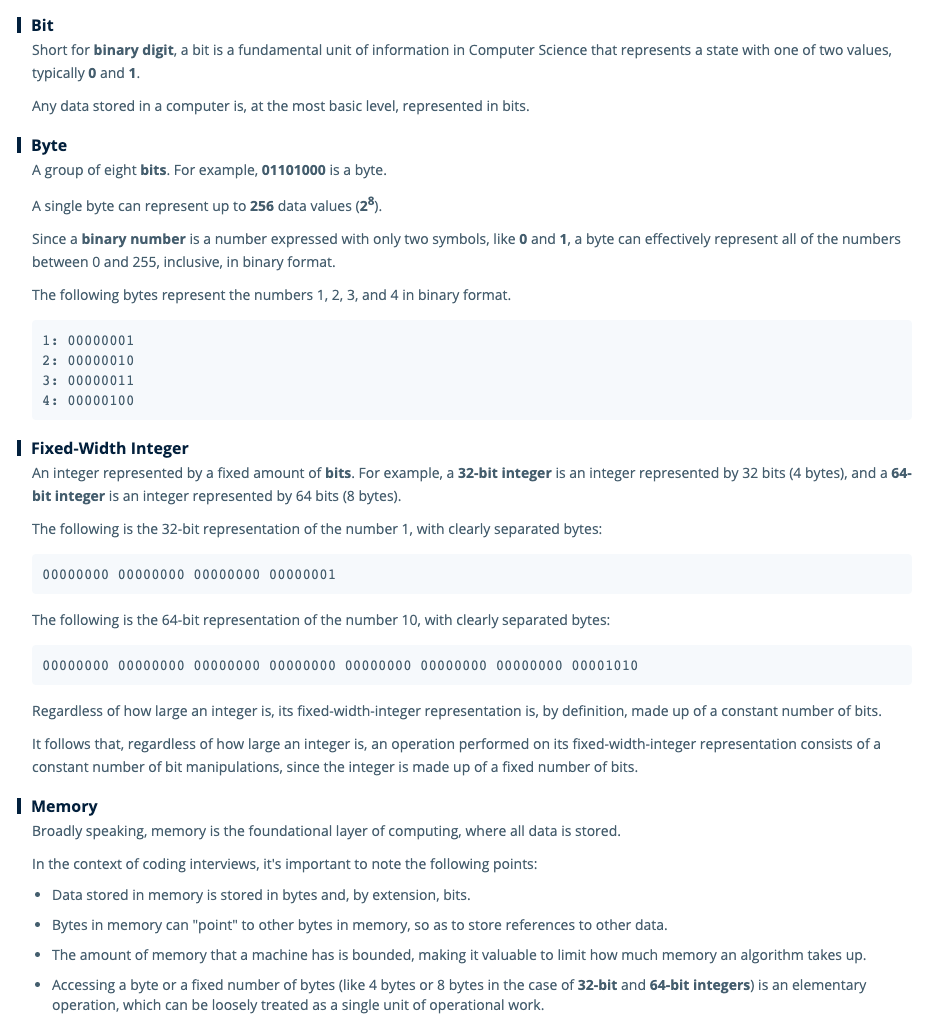 Bit
Short for binary digit, a bit is a fundamental unit of information in Computer Science that represents a state with one of two values,
typically 0 and 1.
Any data stored in a computer is, at the most basic level, represented in bits.
Byte
A group of eight bits. For example, 01101000 is a byte.
A single byte can represent up to 256 data values (2⁸).
Since a binary number is a number expressed with only two symbols, like 0 and 1, a byte can effectively represent all of the numbers
between 0 and 255, inclusive, in binary format.
The following bytes represent the numbers 1, 2, 3, and 4 in binary format.
1: 00000001
2: 00000010
3: 00000011
4: 00000100
Fixed-Width Integer
An integer represented by a fixed amount of bits. For example, a 32-bit integer is an integer represented by 32 bits (4 bytes), and a 64-
bit integer is an integer represented by 64 bits (8 bytes).
The following is the 32-bit representation of the number 1, with clearly separated bytes:
00000000 00000000 00000000 00000001
The following is the 64-bit representation of the number 10, with clearly separated bytes:
00000000 00000000 00000000 00000000 00000000 00000000 00000000 00001010
Regardless of how large an integer is, its fixed-width-integer representation is, by definition, made up of a constant number of bits.
It follows that, regardless of how large an integer is, an operation performed on its fixed-width-integer representation consists of a
constant number of bit manipulations, since the integer is made up of a fixed number of bits.
Memory
Broadly speaking, memory is the foundational layer of computing, where all data is stored.
In the context of coding interviews, it's important to note the following points:
• Data stored in memory is stored in bytes and, by extension, bits.
• Bytes in memory can "point" to other bytes in memory, so as to store references to other data.
• The amount of memory that a machine has is bounded, making it valuable to limit how much memory an algorithm takes up.
• Accessing a byte or a fixed number of bytes (like 4 bytes or 8 bytes in the case of 32-bit and 64-bit integers) is an elementary
operation, which can be loosely treated as a single unit of operational work.